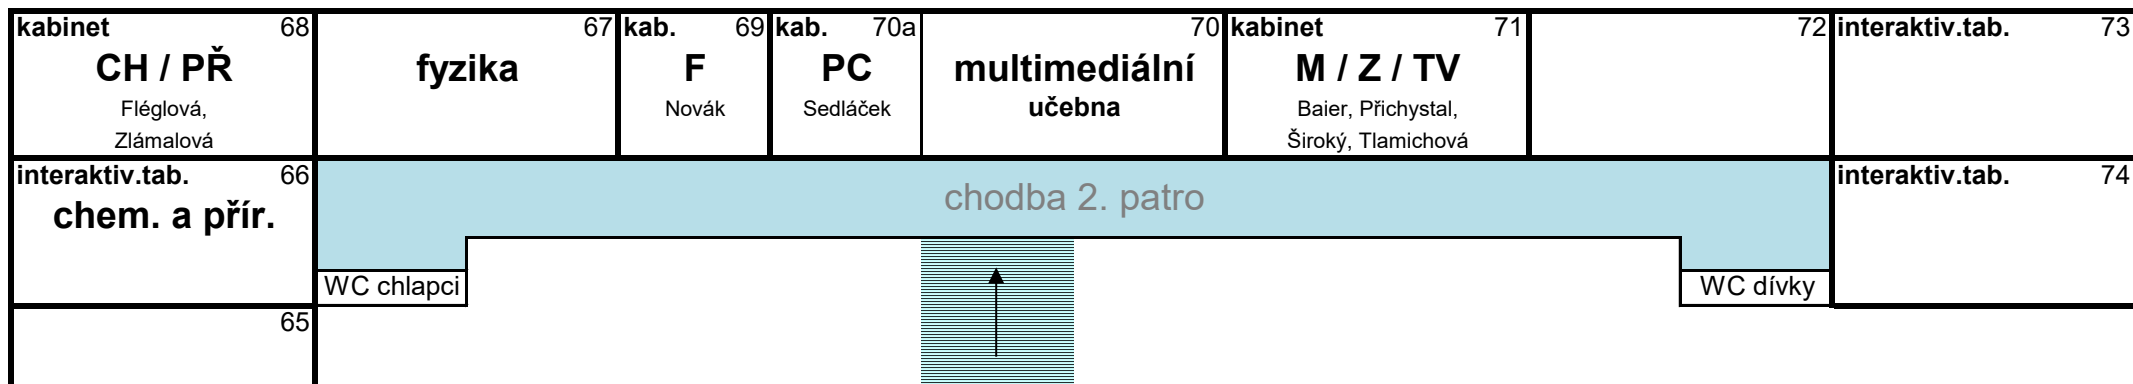 kabinet 68
CH / PŘ
Fléglová,
Zlámalová
67
fyzika
kab. 69
F
Novák
kab. 70a
PC
Sedláček
70
multimediální
učebna
kabinet 71
M / Z / TV
Baier, Přichystal,
Široký, Tlamichová
72
interaktiv.tab. 73
interaktiv.tab. 66
chem. a přír.
chodba 2. patro
interaktiv.tab. 74
WC chlapci
WC dívky
65